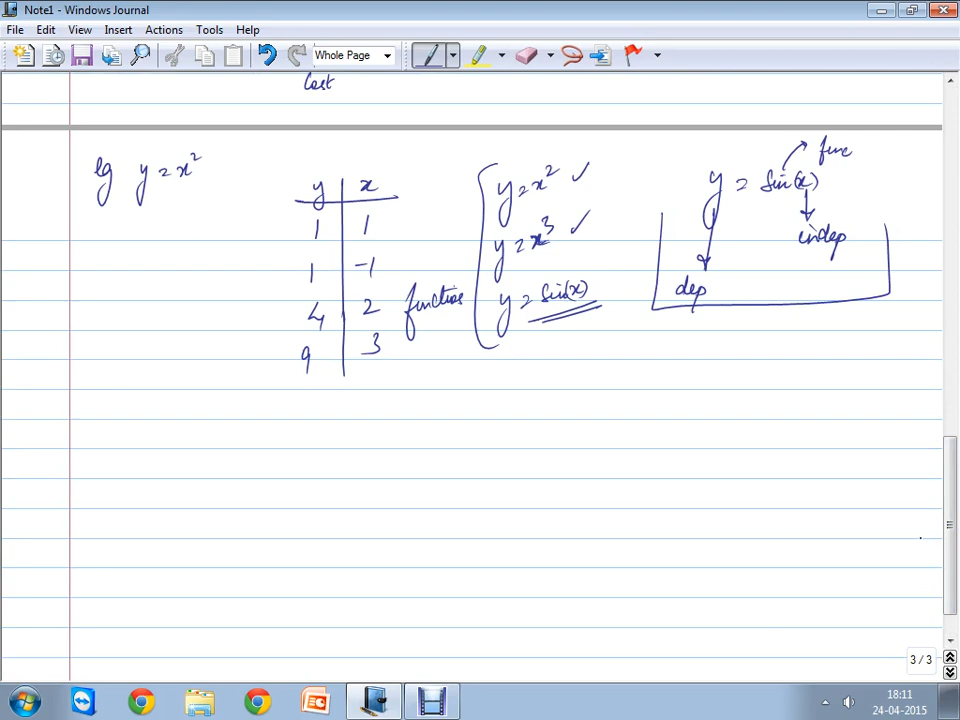 Note1 - Windows Journal
File Edit View Insert Actions Tools Help
Whole Page
Cost
eg y = x²
y x
1 1
1 -1
4 2
9 3
function
y = x² ✓
y = x³ ✓
y = sin(x)
func
y = sin(x)
indep
dep
3 / 3
18:11
24-04-2015